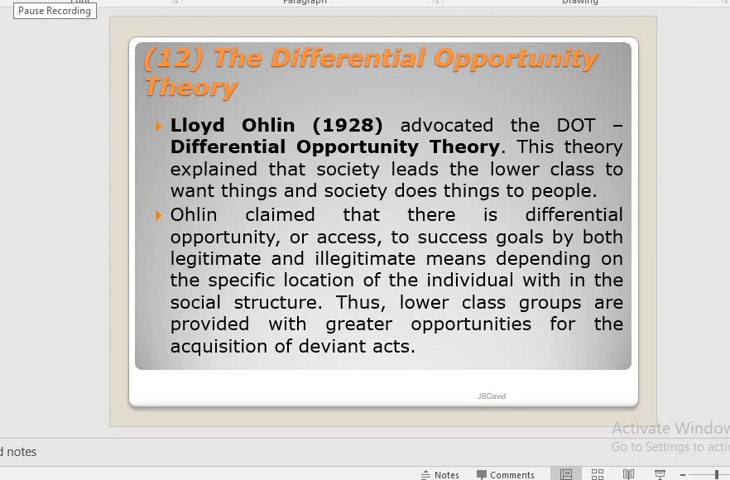 Paragraph
Drawing
Pause Recording
(12) The Differential Opportunity
Theory
Lloyd Ohlin (1928) advocated the DOT –
Differential Opportunity Theory. This theory
explained that society leads the lower class to
want things and society does things to people.
Ohlin claimed that there is differential
opportunity, or access, to success goals by both
legitimate and illegitimate means depending on
the specific location of the individual with in the
social structure. Thus, lower class groups are
provided with greater opportunities for the
acquisition of deviant acts.
JBDavid
Activate Window
Go to Settings to activ
d notes
Notes
Comments